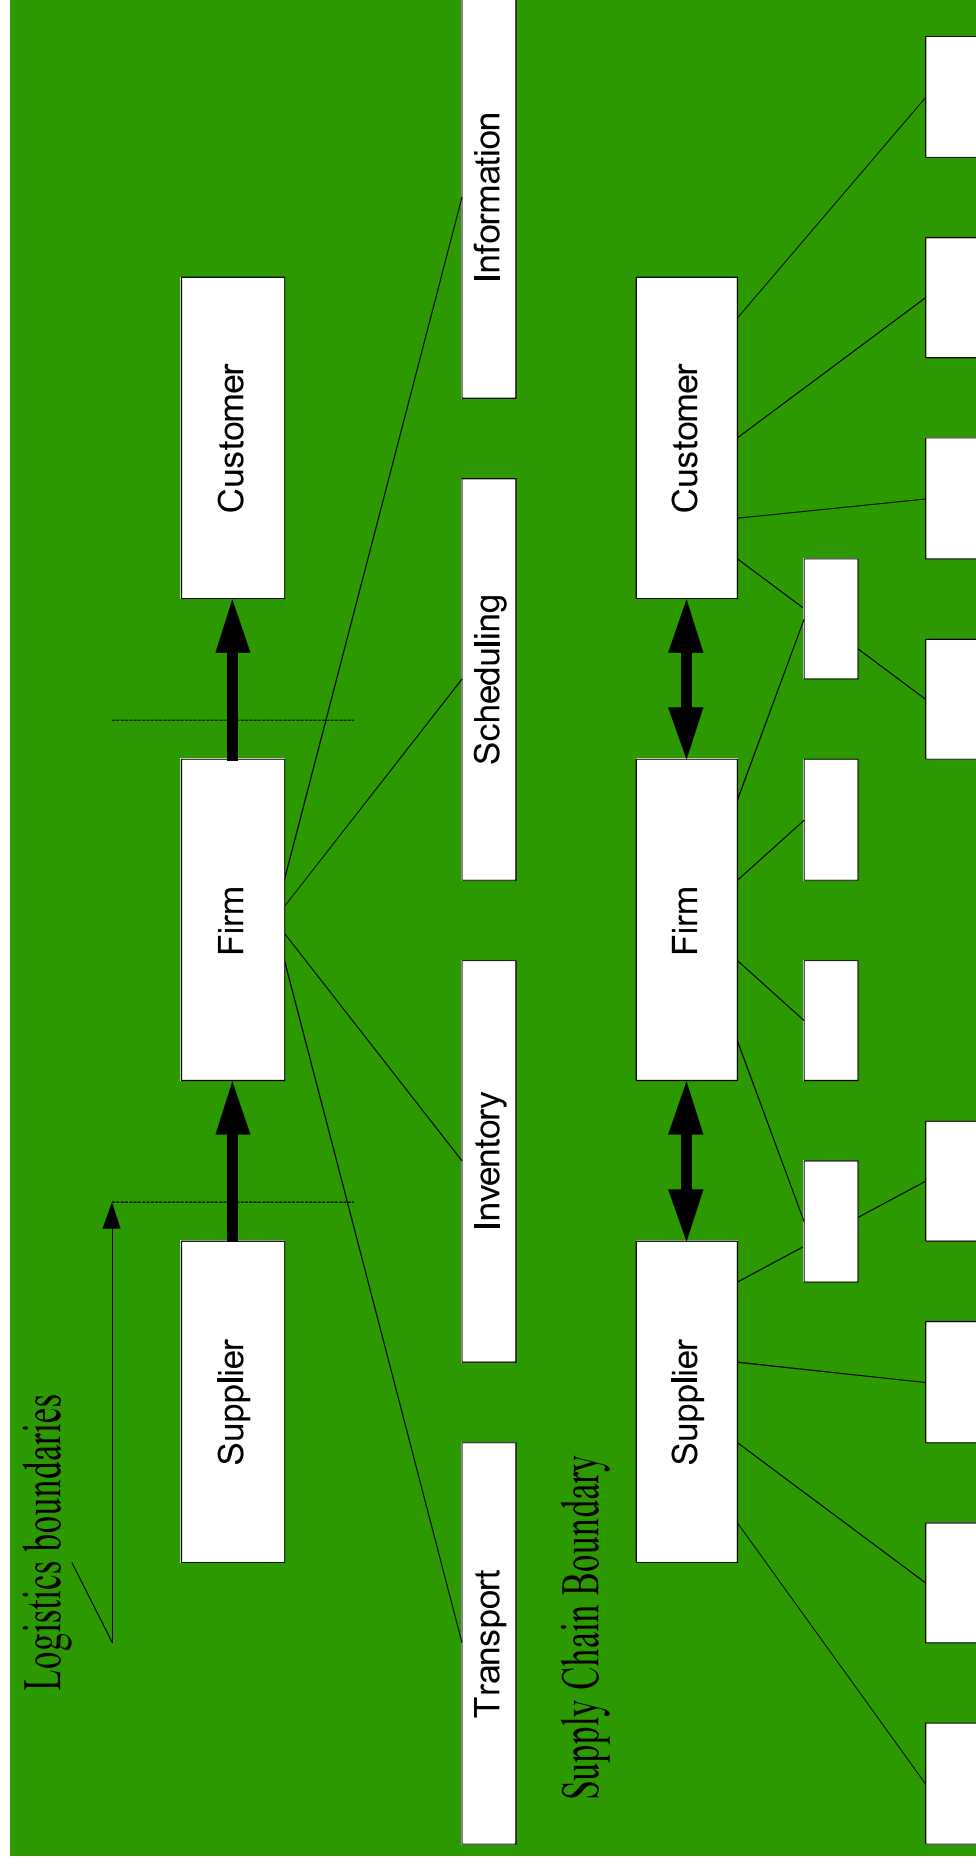 Logistics boundaries
Supplier
Firm
Customer
Transport
Inventory
Scheduling
Information
Supply Chain Boundary
Supplier
Firm
Customer